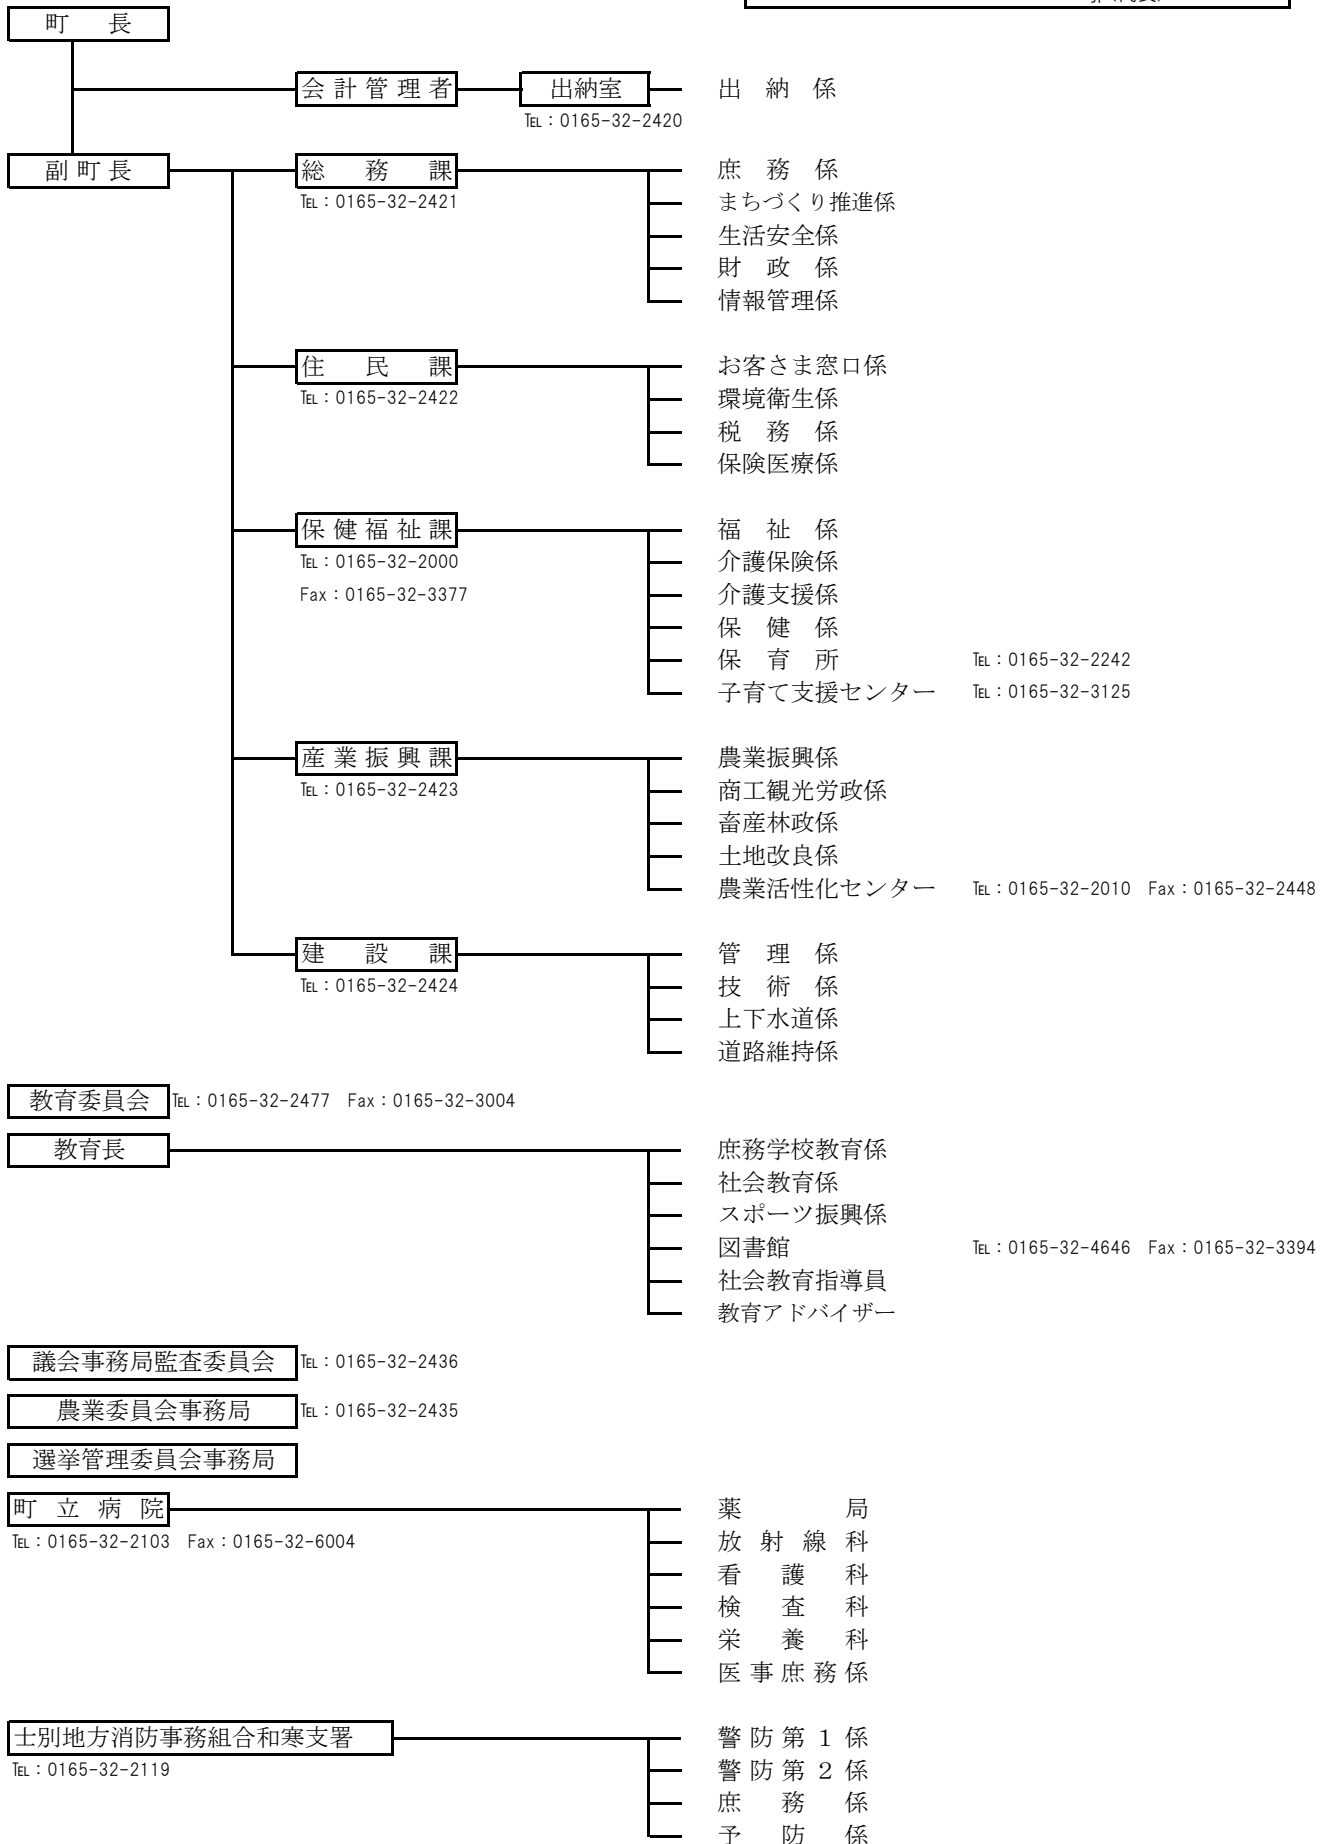 町長
会計管理者 出納室 出納係
℡：0165-32-2420
副町長 総務課 庶務係
℡：0165-32-2421 まちづくり推進係
生活安全係
財政係
情報管理係
住民課 お客さま窓口係
℡：0165-32-2422 環境衛生係
税務係
保険医療係
保健福祉課 福祉係
℡：0165-32-2000 介護保険係
Fax：0165-32-3377 介護支援係
保健係
保育所 ℡：0165-32-2242
子育て支援センター ℡：0165-32-3125
産業振興課 農業振興係
℡：0165-32-2423 商工観光労政係
畜産林政係
土地改良係
農業活性化センター ℡：0165-32-2010 Fax：0165-32-2448
建設課 管理係
℡：0165-32-2424 技術係
上下水道係
道路維持係
教育委員会 ℡：0165-32-2477 Fax：0165-32-3004
教育長 庶務学校教育係
社会教育係
スポーツ振興係
図書館 ℡：0165-32-4646 Fax：0165-32-3394
社会教育指導員
教育アドバイザー
議会事務局監査委員会 ℡：0165-32-2436
農業委員会事務局 ℡：0165-32-2435
選挙管理委員会事務局
町立病院 薬局
℡：0165-32-2103 Fax：0165-32-6004 放射線科
看護科
検査科
栄養科
医事庶務係
士別地方消防事務組合和寒支署 警防第１係
℡：0165-32-2119 警防第２係
庶務係
予防係